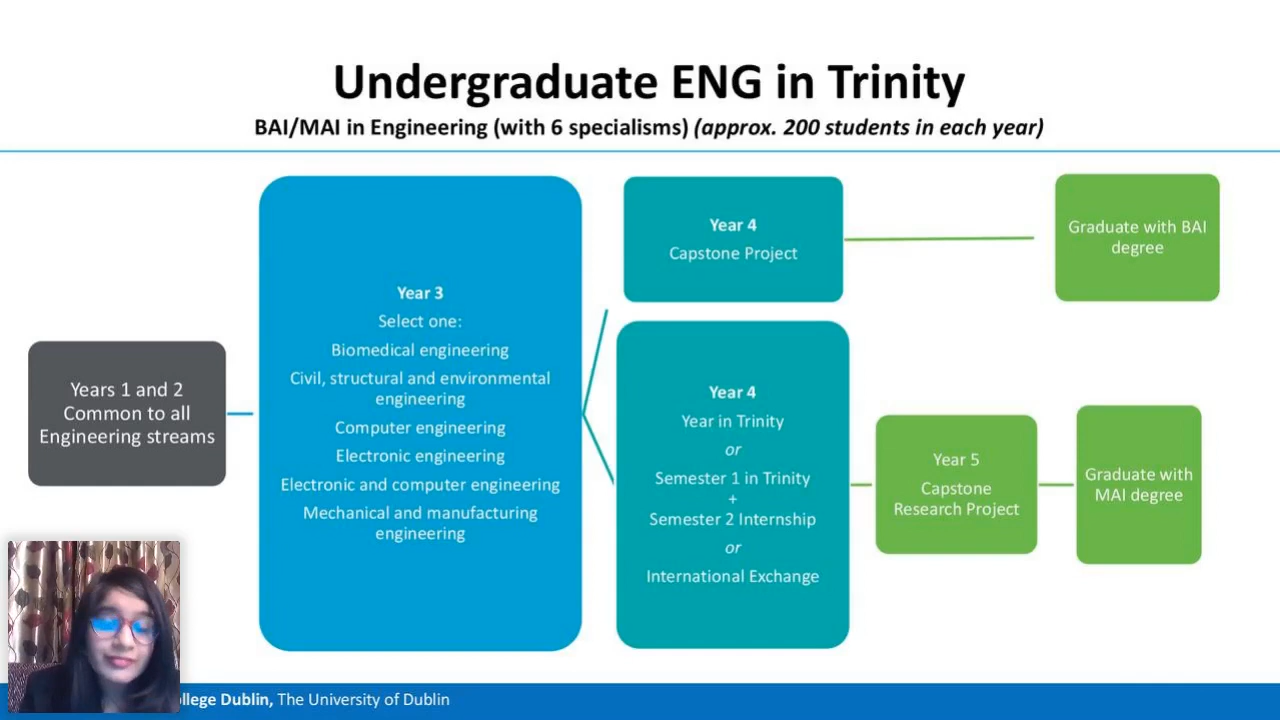 Undergraduate ENG in Trinity
BAI/MAI in Engineering (with 6 specialisms) (approx. 200 students in each year)
Years 1 and 2
Common to all
Engineering streams
Year 3
Select one:
Biomedical engineering
Civil, structural and environmental
engineering
Computer engineering
Electronic engineering
Electronic and computer engineering
Mechanical and manufacturing
engineering
Year 4
Capstone Project
Graduate with BAI
degree
Year 4
Year in Trinity
or
Semester 1 in Trinity
+
Semester 2 Internship
or
International Exchange
Year 5
Capstone
Research Project
Graduate with
MAI degree
ollege Dublin, The University of Dublin